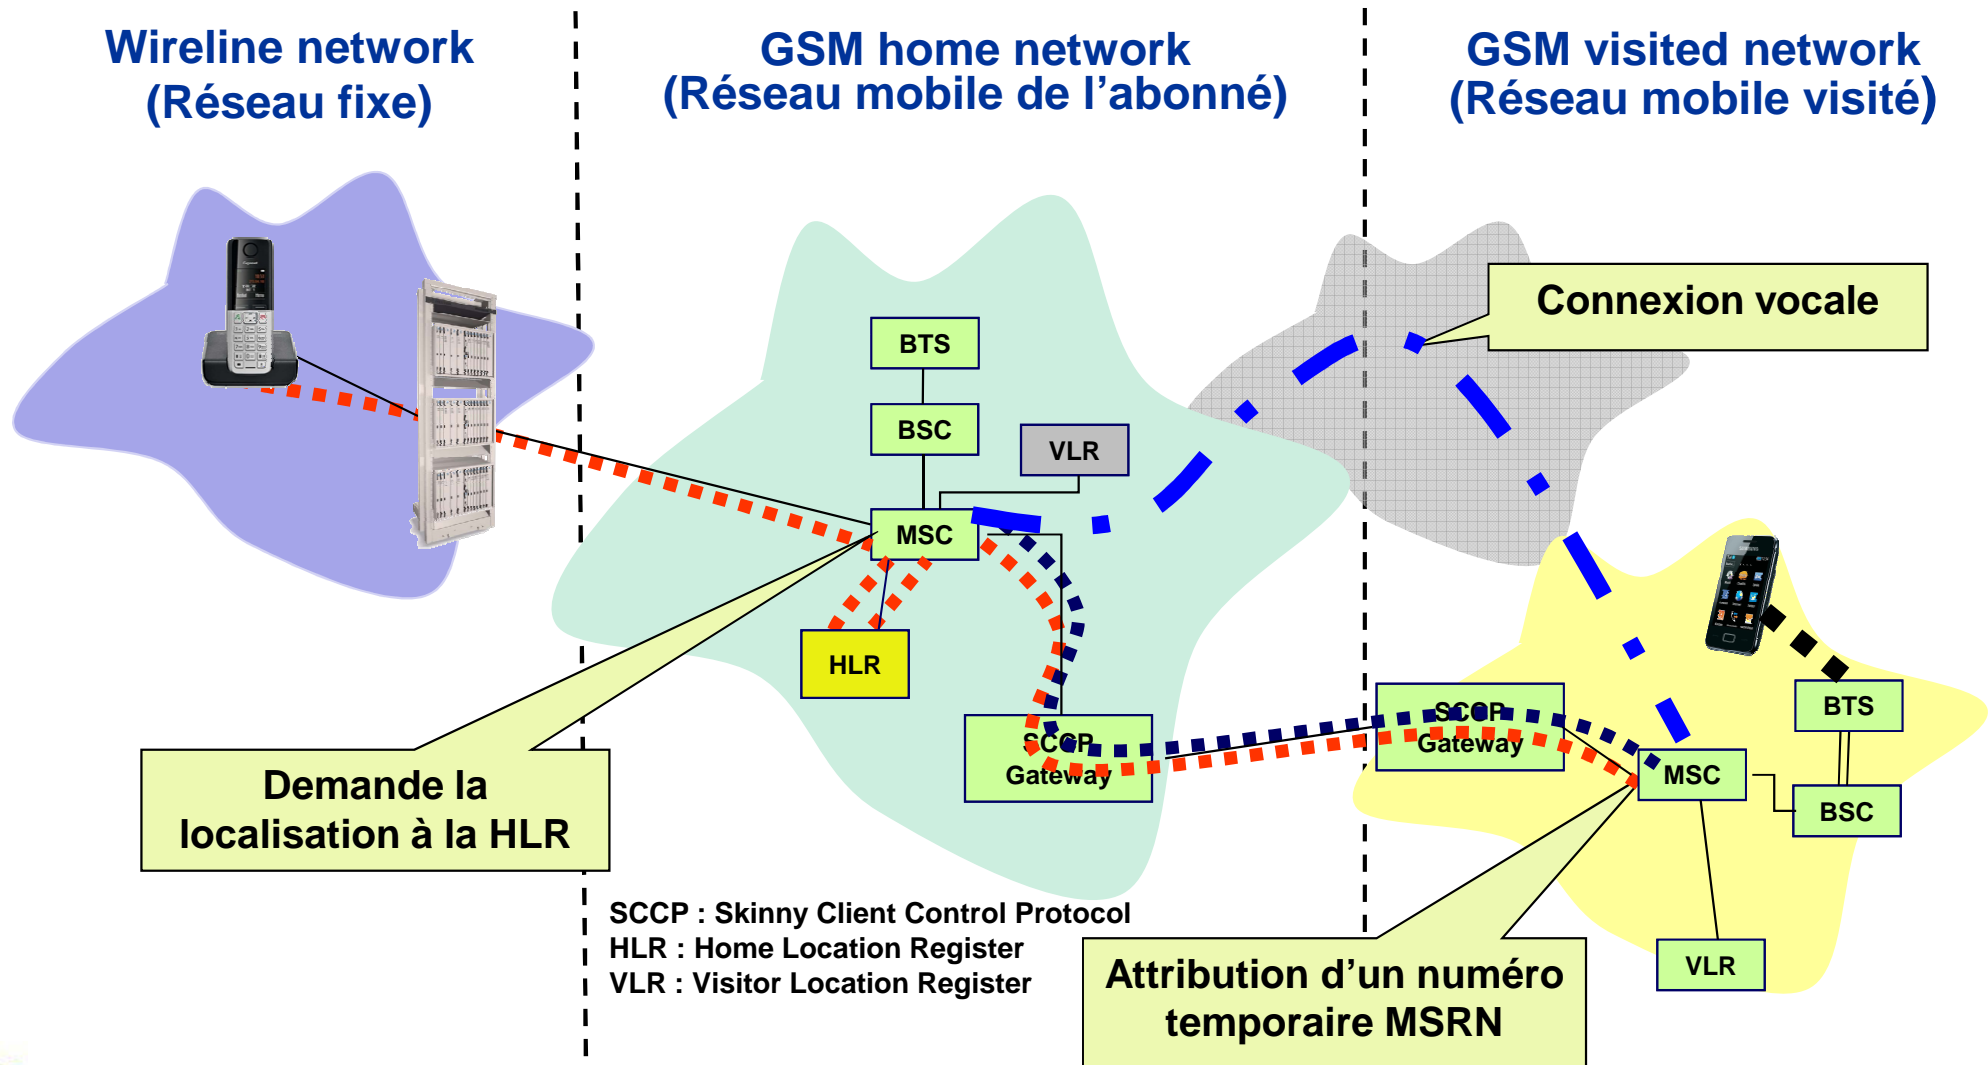 Wireline network
(Réseau fixe)
GSM home network
(Réseau mobile de l’abonné)
GSM visited network
(Réseau mobile visité)
Connexion vocale
BTS
BSC
VLR
MSC
HLR
SCCP
Gateway
SCCP
Gateway
BTS
MSC
BSC
VLR
Demande la
localisation à la HLR
SCCP : Skinny Client Control Protocol
HLR : Home Location Register
VLR : Visitor Location Register
Attribution d’un numéro
temporaire MSRN